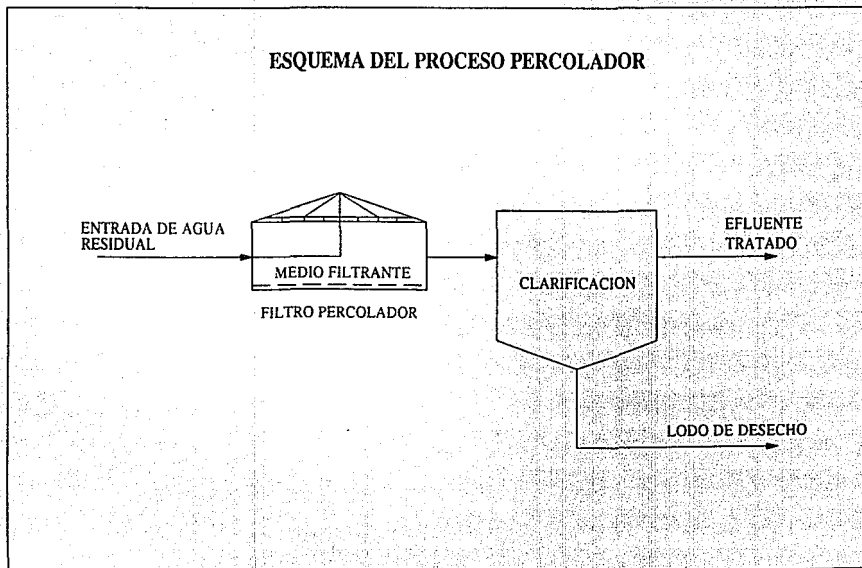 ESQUEMA DEL PROCESO PERCOLADOR
ENTRADA DE AGUA
RESIDUAL
MEDIO FILTRANTE
FILTRO PERCOLADOR
CLARIFICACION
EFLUENTE
TRATADO
LODO DE DESECHO